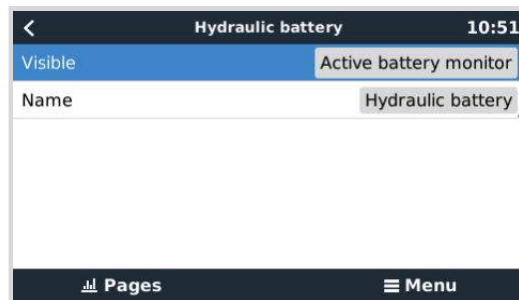 Hydraulic battery 10:51
Visible Active battery monitor
Name Hydraulic battery
Pages Menu